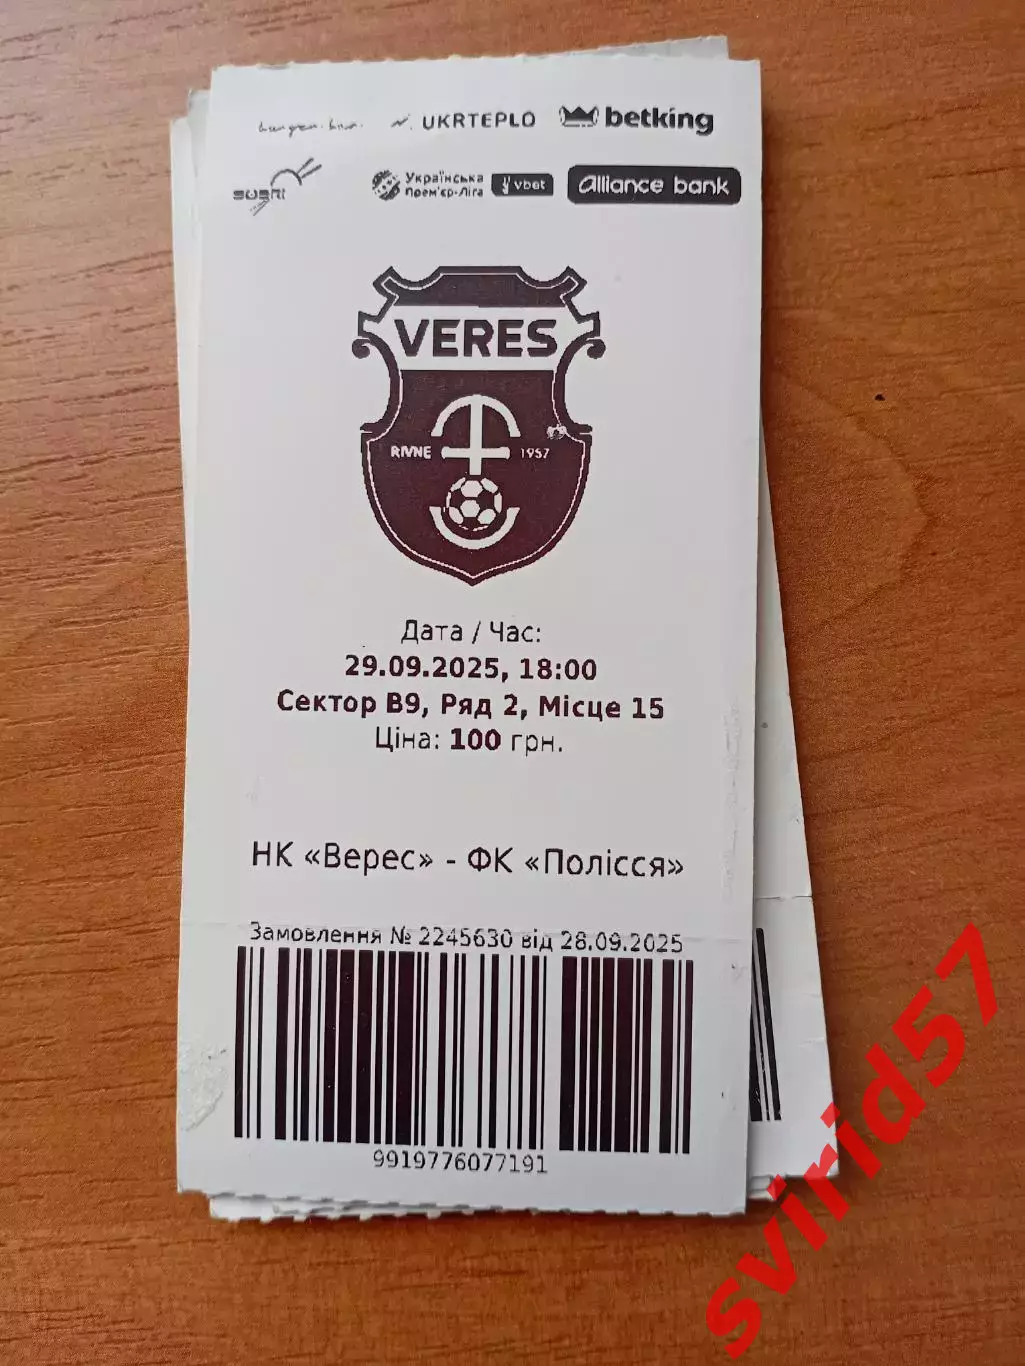 UKRTEPLO
betking
SUSHI
Українська
Прем'єр-Ліга
vbet
alliance bank
VERES
RIVNE 1957
Дата / Час:
29.09.2025, 18:00
Сектор В9, Ряд 2, Місце 15
Ціна: 100 грн.
НК «Верес» - ФК «Полісся»
Замовлення № 2245630 від 28.09.2025
9919776077191
svirid57